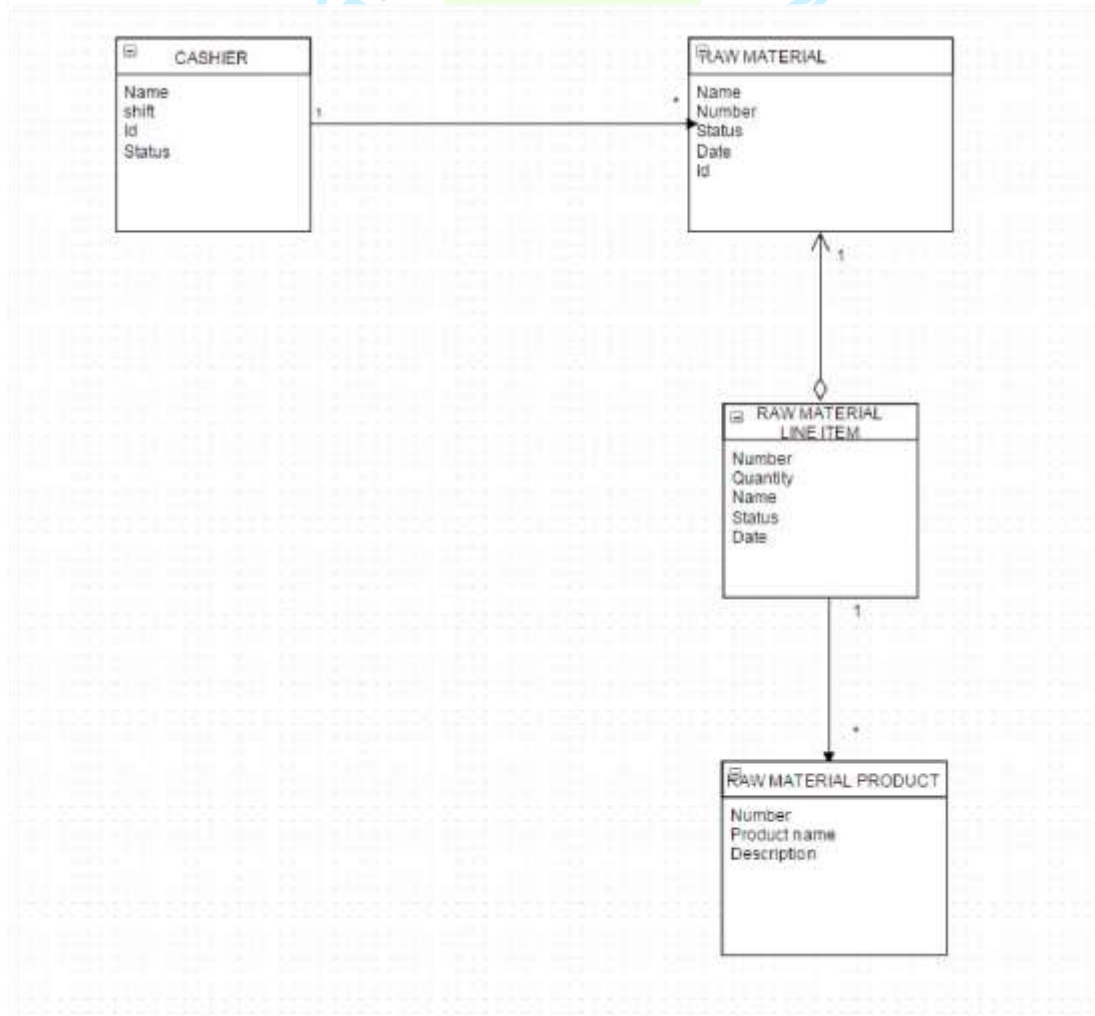 CASHIER
Name
shift
Id
Status
1
*
RAW MATERIAL
Name
Number
Status
Date
Id
1
RAW MATERIAL
LINE ITEM
Number
Quantity
Name
Status
Date
1
*
RAW MATERIAL PRODUCT
Number
Product name
Description